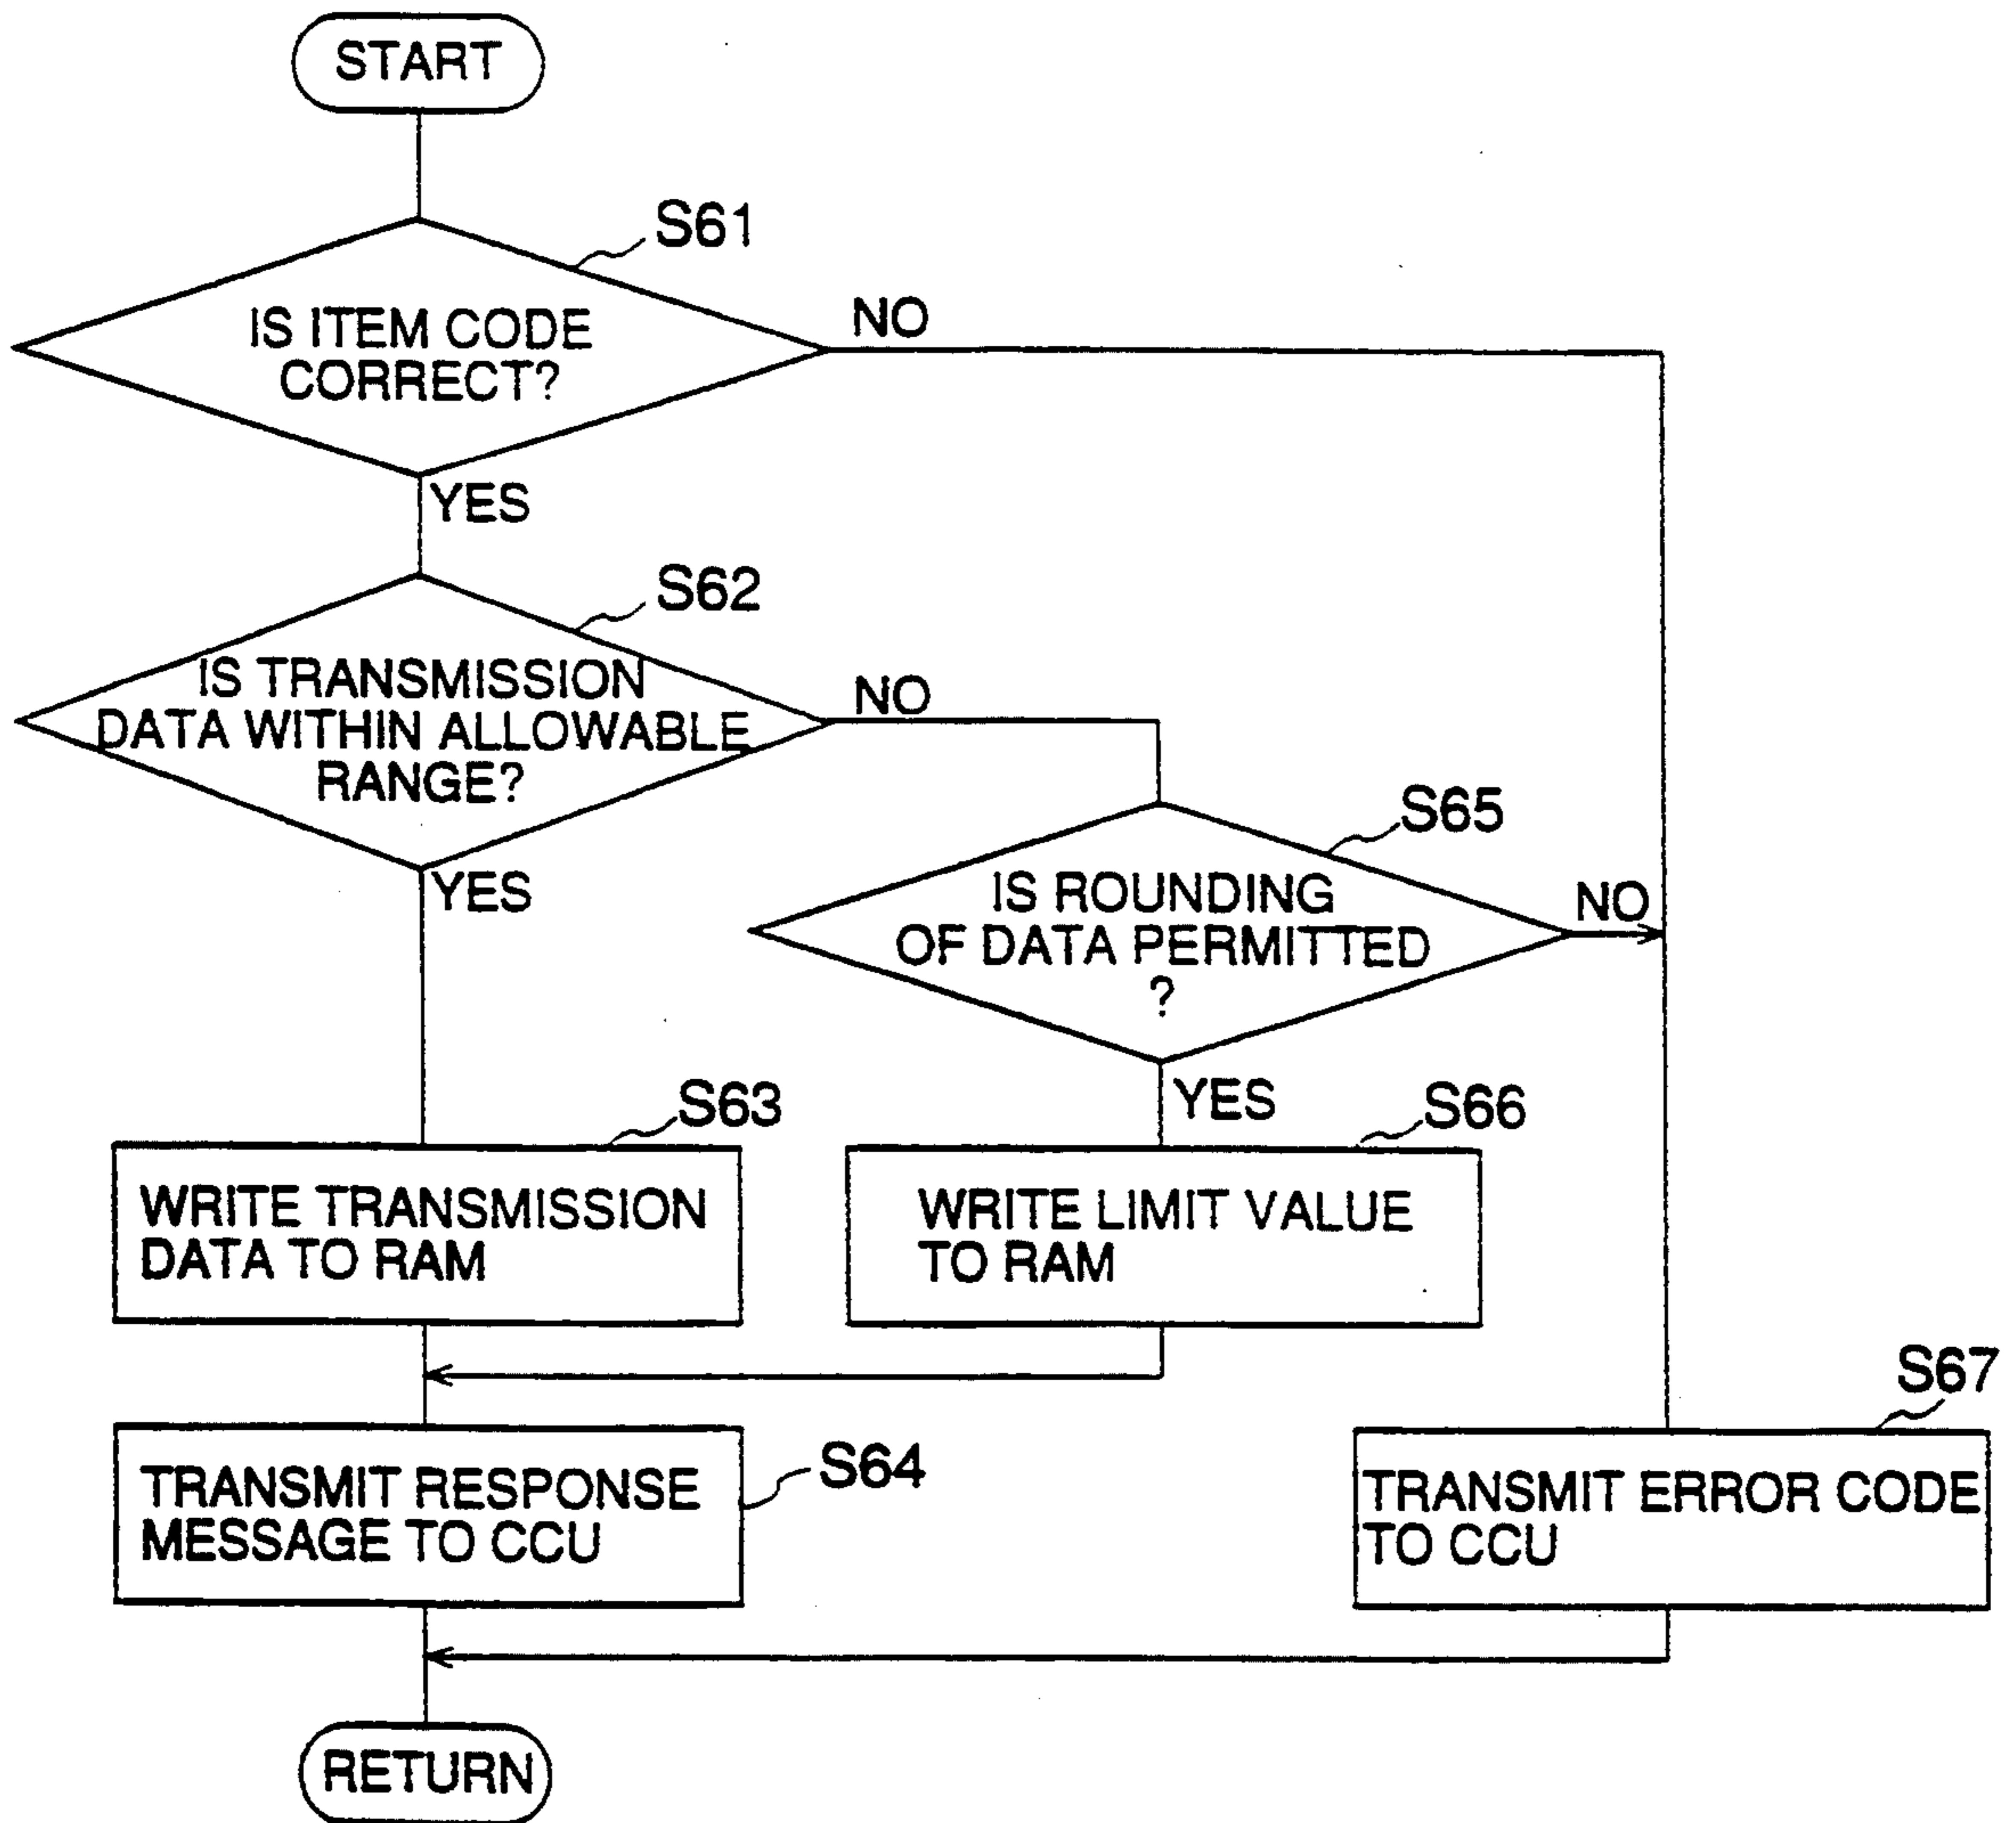 START
S61
IS ITEM CODE
CORRECT?
NO
YES
S62
IS TRANSMISSION
DATA WITHIN ALLOWABLE
RANGE?
NO
YES
S65
IS ROUNDING
OF DATA PERMITTED
?
NO
YES
S63
WRITE TRANSMISSION
DATA TO RAM
S66
WRITE LIMIT VALUE
TO RAM
S64
TRANSMIT RESPONSE
MESSAGE TO CCU
S67
TRANSMIT ERROR CODE
TO CCU
RETURN